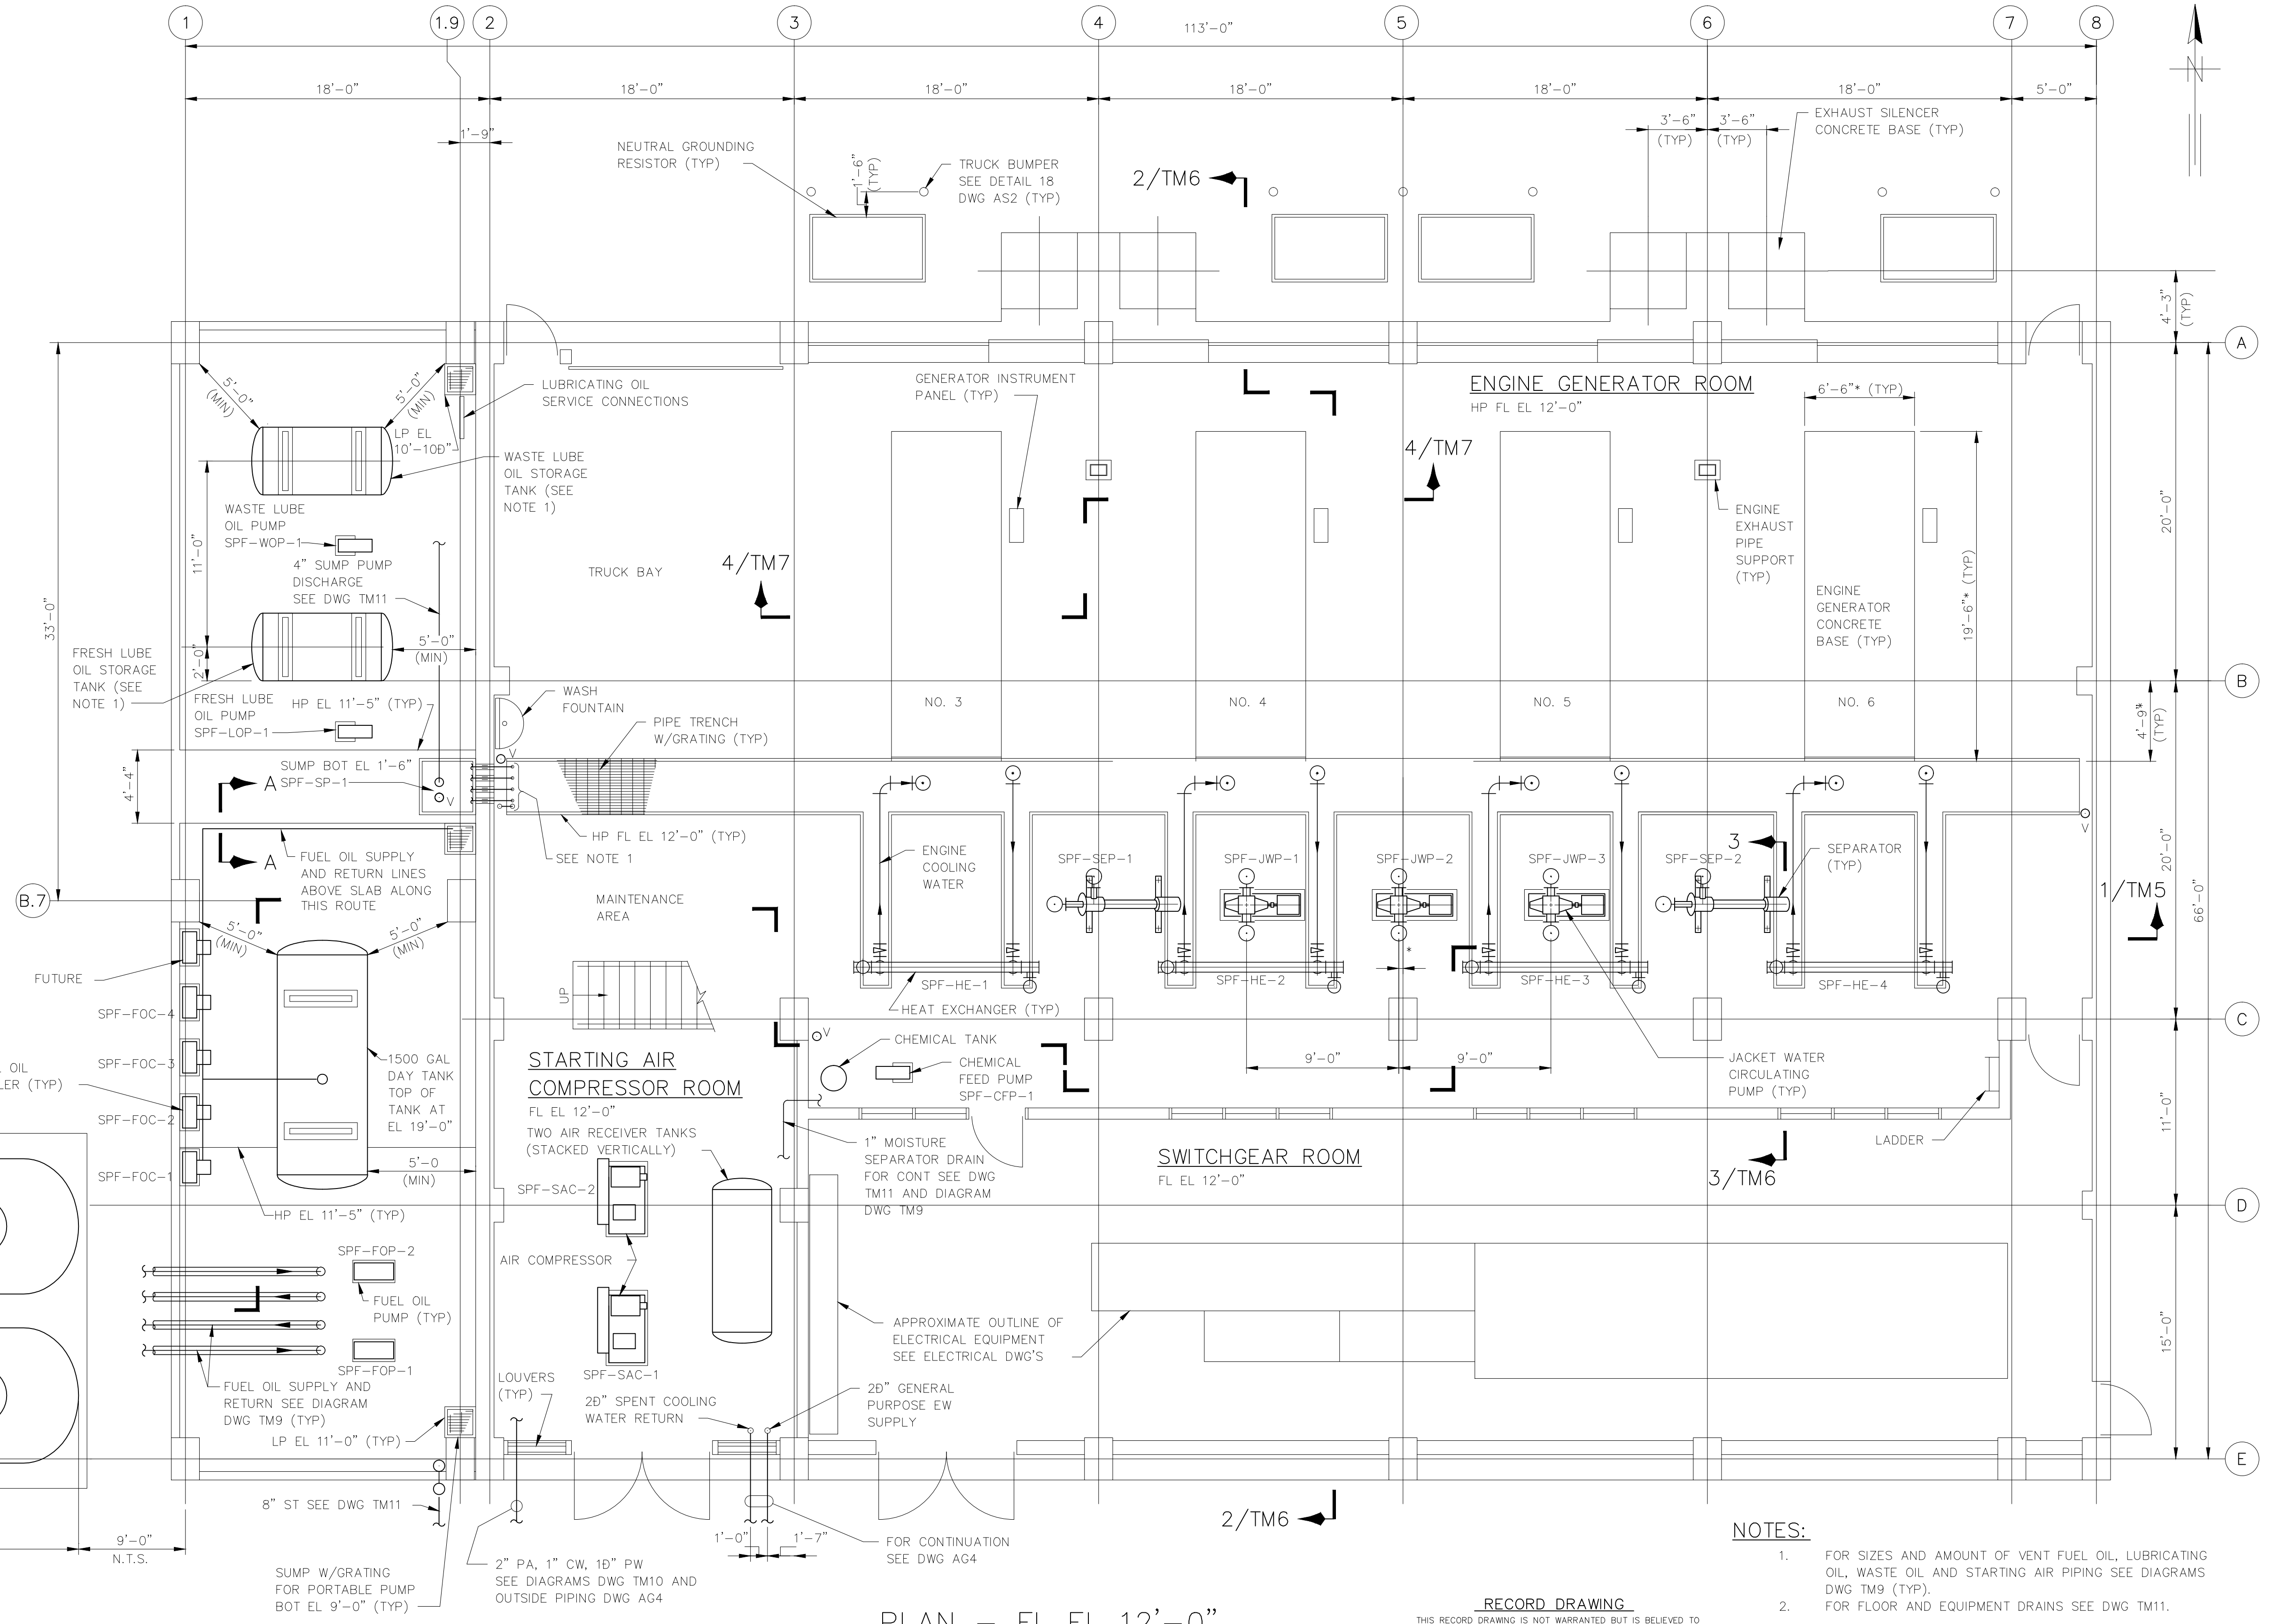 1
1.9
2
3
4
5
6
7
8
113'-0"
18'-0"
18'-0"
18'-0"
18'-0"
18'-0"
18'-0"
5'-0"
1'-9"
N
NEUTRAL GROUNDING
RESISTOR (TYP)
1'-6"
(TYP)
TRUCK BUMPER
SEE DETAIL 18
DWG AS2 (TYP)
2/TM6
3'-6"
(TYP)
3'-6"
(TYP)
EXHAUST SILENCER
CONCRETE BASE (TYP)
4'-3"
(TYP)
A
5'-0"
(MIN)
5'-0"
(MIN)
LUBRICATING OIL
SERVICE CONNECTIONS
LP EL
10'-10Đ"
WASTE LUBE
OIL STORAGE
TANK (SEE
NOTE 1)
GENERATOR INSTRUMENT
PANEL (TYP)
ENGINE GENERATOR ROOM
HP FL EL 12'-0"
6'-6"* (TYP)
4/TM7
WASTE LUBE
OIL PUMP
SPF-WOP-1
11'-0"
4" SUMP PUMP
DISCHARGE
SEE DWG TM11
TRUCK BAY
4/TM7
ENGINE
EXHAUST
PIPE
SUPPORT
(TYP)
19'-6"* (TYP)
20'-0"
ENGINE
GENERATOR
CONCRETE
BASE (TYP)
33'-0"
5'-0"
(MIN)
2'-0"
FRESH LUBE
OIL STORAGE
TANK (SEE
NOTE 1)
FRESH LUBE
OIL PUMP
SPF-LOP-1
HP EL 11'-5" (TYP)
WASH
FOUNTAIN
PIPE TRENCH
W/GRATING (TYP)
NO. 3
NO. 4
NO. 5
NO. 6
B
4'-9"*
(TYP)
V
SUMP BOT EL 1'-6"
SPF-SP-1
V
4'-4"
A
A
HP FL EL 12'-0" (TYP)
SEE NOTE 1
FUEL OIL SUPPLY
AND RETURN LINES
ABOVE SLAB ALONG
THIS ROUTE
ENGINE
COOLING
WATER
SPF-SEP-1
SPF-JWP-1
SPF-JWP-2
SPF-JWP-3
SPF-SEP-2
3
SEPARATOR
(TYP)
V
20'-0"
66'-0"
1/TM5
B.7
MAINTENANCE
AREA
5'-0"
(MIN)
5'-0"
(MIN)
*
FUTURE
UP
SPF-HE-1
SPF-HE-2
SPF-HE-3
SPF-HE-4
HEAT EXCHANGER (TYP)
SPF-FOC-4
C
V
CHEMICAL TANK
CHEMICAL
FEED PUMP
SPF-CFP-1
9'-0"
9'-0"
JACKET WATER
CIRCULATING
PUMP (TYP)
STARTING AIR
COMPRESSOR ROOM
FL EL 12'-0"
SPF-FOC-3
OIL
LER (TYP)
1500 GAL
DAY TANK
TOP OF
TANK AT
EL 19'-0"
SPF-FOC-2
TWO AIR RECEIVER TANKS
(STACKED VERTICALLY)
1" MOISTURE
SEPARATOR DRAIN
FOR CONT SEE DWG
TM11 AND DIAGRAM
DWG TM9
LADDER
11'-0"
SWITCHGEAR ROOM
FL EL 12'-0"
3/TM6
5'-0
(MIN)
SPF-FOC-1
SPF-SAC-2
HP EL 11'-5" (TYP)
D
SPF-FOP-2
AIR COMPRESSOR
FUEL OIL
PUMP (TYP)
APPROXIMATE OUTLINE OF
ELECTRICAL EQUIPMENT
SEE ELECTRICAL DWG'S
15'-0"
SPF-FOP-1
SPF-SAC-1
FUEL OIL SUPPLY AND
RETURN SEE DIAGRAM
DWG TM9 (TYP)
LOUVERS
(TYP)
2Đ" SPENT COOLING
WATER RETURN
2Đ" GENERAL
PURPOSE EW
SUPPLY
LP EL 11'-0" (TYP)
E
8" ST SEE DWG TM11
2/TM6
9'-0"
N.T.S.
1'-0"
1'-7"
FOR CONTINUATION
SEE DWG AG4
SUMP W/GRATING
FOR PORTABLE PUMP
BOT EL 9'-0" (TYP)
2" PA, 1" CW, 1Đ" PW
SEE DIAGRAMS DWG TM10 AND
OUTSIDE PIPING DWG AG4
NOTES:
1. FOR SIZES AND AMOUNT OF VENT FUEL OIL, LUBRICATING
OIL, WASTE OIL AND STARTING AIR PIPING SEE DIAGRAMS
DWG TM9 (TYP).
2. FOR FLOOR AND EQUIPMENT DRAINS SEE DWG TM11.
PLAN - FL EL 12'-0"
RECORD DRAWING
THIS RECORD DRAWING IS NOT WARRANTED BUT IS BELIEVED TO